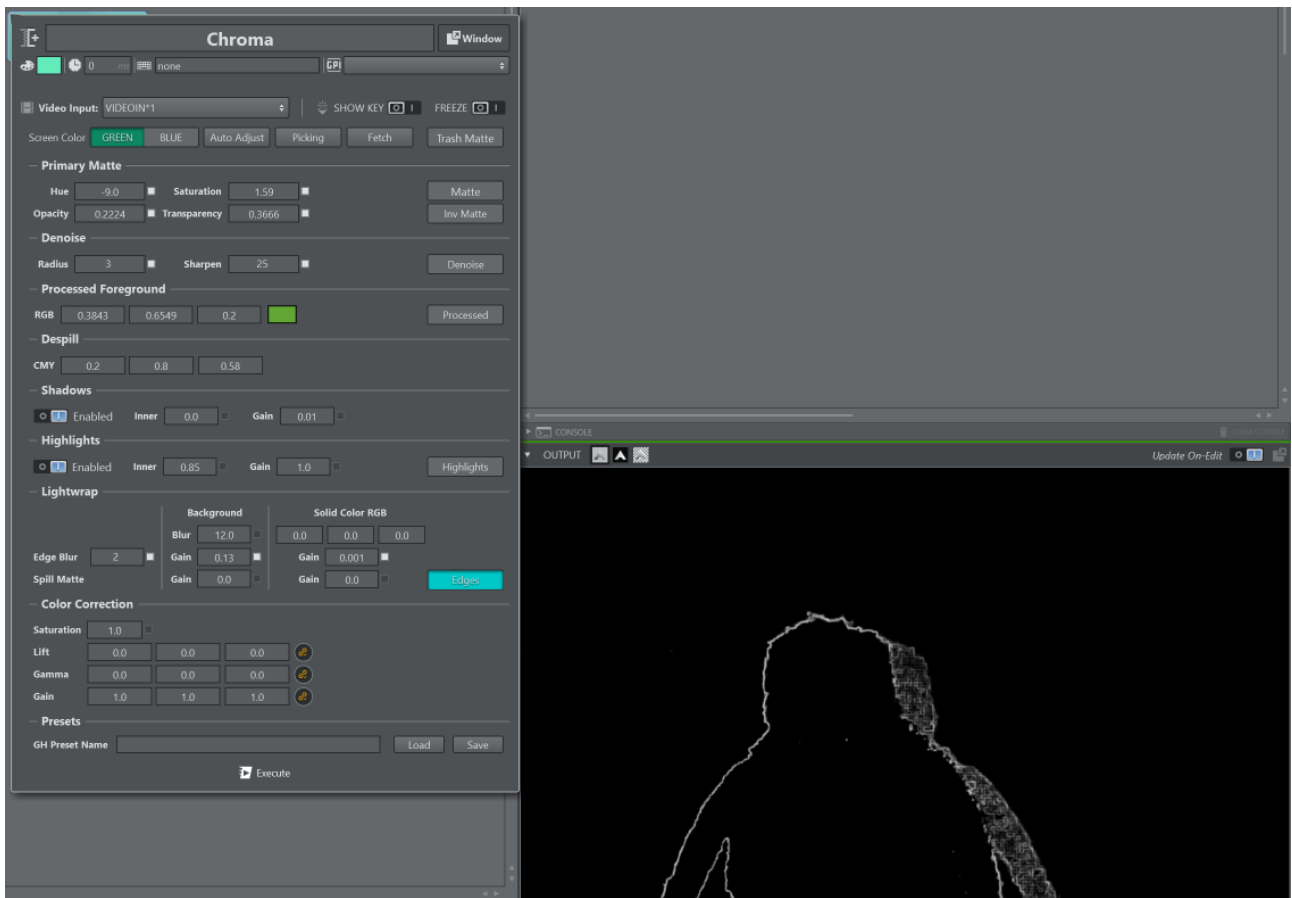 Chroma
Window
0 ms none GPI
Video Input: VIDEOIN*1 SHOW KEY FREEZE
Screen Color GREEN BLUE Auto Adjust Picking Fetch Trash Matte
Primary Matte
Hue -9.0 Saturation 1.59 Matte
Opacity 0.2224 Transparency 0.3666 Inv Matte
Denoise
Radius 3 Sharpen 25 Denoise
Processed Foreground
RGB 0.3843 0.6549 0.2 Processed
Despill
CMY 0.2 0.8 0.58
Shadows
Enabled Inner 0.0 Gain 0.01
Highlights
Enabled Inner 0.85 Gain 1.0 Highlights
Lightwrap
Background Solid Color RGB
Blur 12.0 0.0 0.0 0.0
Edge Blur 2 Gain 0.13 Gain 0.001
Spill Matte Gain 0.0 Gain 0.0 Edges
Color Correction
Saturation 1.0
Lift 0.0 0.0 0.0
Gamma 0.0 0.0 0.0
Gain 1.0 1.0 1.0
Presets
GH Preset Name Load Save
Execute
CONSOLE CLEAR CONSOLE
OUTPUT Update On-Edit